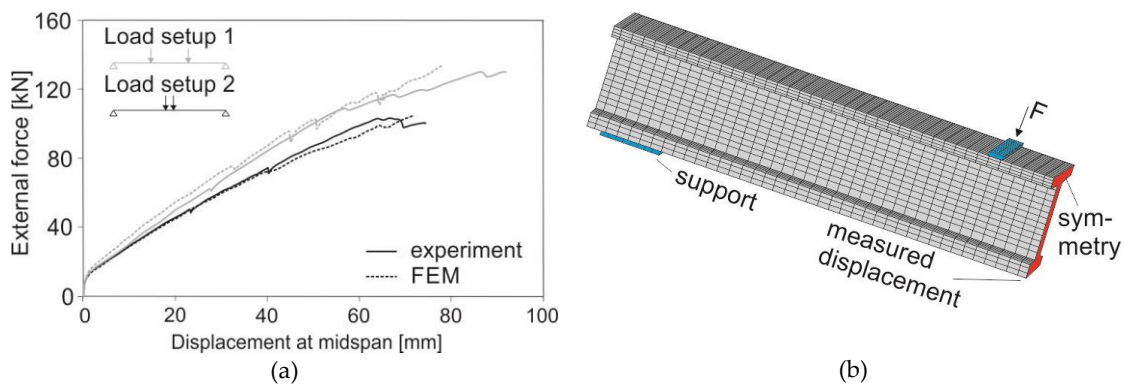 160
120
80
40
0
External force [kN]
Load setup 1
Load setup 2
experiment
FEM
0
20
40
60
80
100
Displacement at midspan [mm]
(a)
F
support
measured
displacement
sym-
metry
(b)